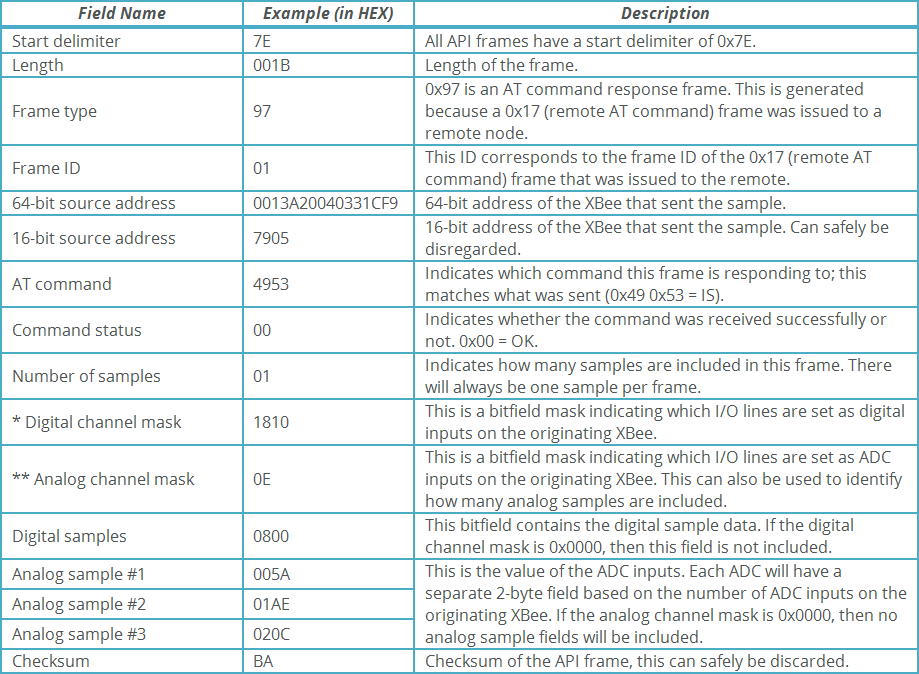 Field Name Example (in HEX) Description
Start delimiter 7E All API frames have a start delimiter of 0x7E.
Length 001B Length of the frame.
Frame type 97 0x97 is an AT command response frame. This is generated
because a 0x17 (remote AT command) frame was issued to a
remote node.
Frame ID 01 This ID corresponds to the frame ID of the 0x17 (remote AT
command) frame that was issued to the remote.
64-bit source address 0013A20040331CF9 64-bit address of the XBee that sent the sample.
16-bit source address 7905 16-bit address of the XBee that sent the sample. Can safely be
disregarded.
AT command 4953 Indicates which command this frame is responding to; this
matches what was sent (0x49 0x53 = IS).
Command status 00 Indicates whether the command was received successfully or
not. 0x00 = OK.
Number of samples 01 Indicates how many samples are included in this frame. There
will always be one sample per frame.
* Digital channel mask 1810 This is a bitfield mask indicating which I/O lines are set as digital
inputs on the originating XBee.
** Analog channel mask 0E This is a bitfield mask indicating which I/O lines are set as ADC
inputs on the originating XBee. This can also be used to identify
how many analog samples are included.
Digital samples 0800 This bitfield contains the digital sample data. If the digital
channel mask is 0x0000, then this field is not included.
Analog sample #1 005A This is the value of the ADC inputs. Each ADC will have a
separate 2-byte field based on the number of ADC inputs on the
Analog sample #2 01AE originating XBee. If the analog channel mask is 0x0000, then no
Analog sample #3 020C analog sample fields will be included.
Checksum BA Checksum of the API frame, this can safely be discarded.